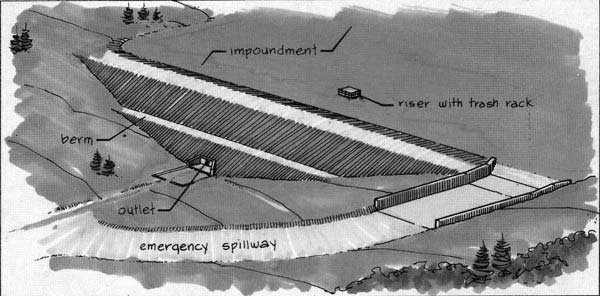 impoundment
riser with trash rack
berm
outlet
emergency spillway